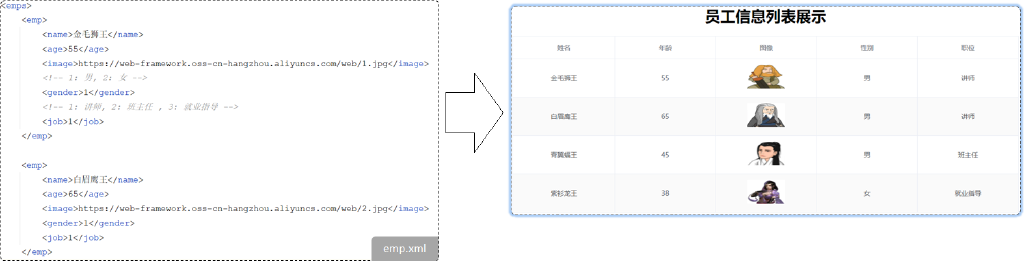 <emps>
<emp>
<name>金毛狮王</name>
<age>55</age>
<image>https://web-framework.oss-cn-hangzhou.aliyuncs.com/web/1.jpg</image>
<!-- 1: 男, 2: 女 -->
<gender>1</gender>
<!-- 1: 讲师, 2: 班主任 , 3: 就业指导 -->
<job>1</job>
</emp>
<emp>
<name>白眉鹰王</name>
<age>65</age>
<image>https://web-framework.oss-cn-hangzhou.aliyuncs.com/web/2.jpg</image>
<gender>1</gender>
<job>1</job>
</emp>
emp.xml
员工信息列表展示
姓名 年龄 图像 性别 职位
金毛狮王 55 男 讲师
白眉鹰王 65 男 讲师
青翼蝠王 45 男 班主任
紫衫龙王 38 女 就业指导